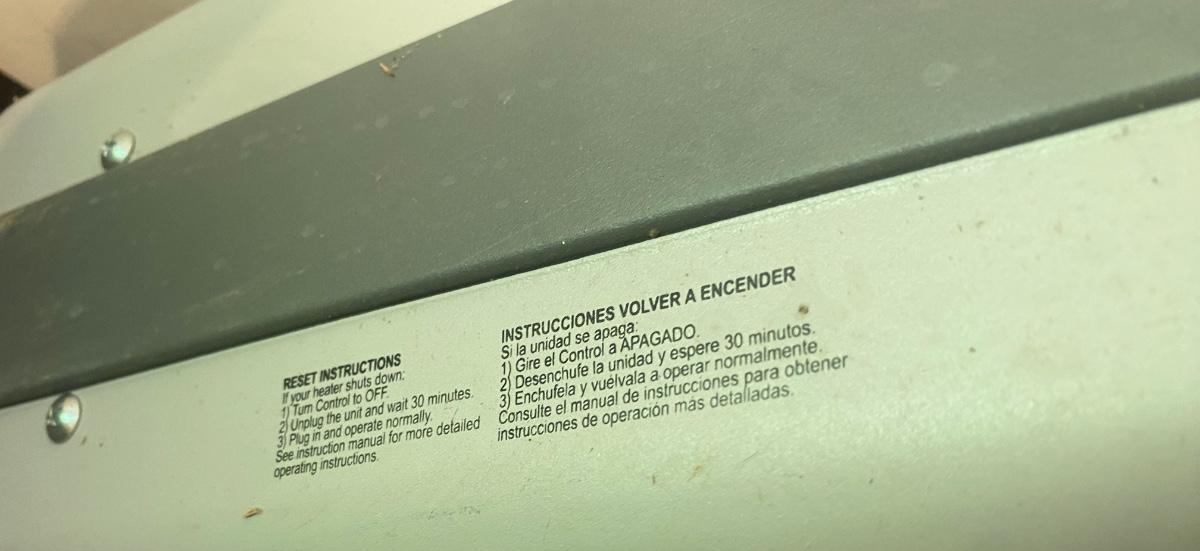 RESET INSTRUCTIONS
If your heater shuts down:
1) Turn Control to OFF.
2) Unplug the unit and wait 30 minutes.
3) Plug in and operate normally.
See instruction manual for more detailed
operating instructions.
INSTRUCCIONES VOLVER A ENCENDER
Si la unidad se apaga:
1) Gire el Control a APAGADO.
2) Desenchufe la unidad y espere 30 minutos.
3) Enchufela y vuélvala a operar normalmente.
Consulte el manual de instrucciones para obtener
instrucciones de operación más detalladas.